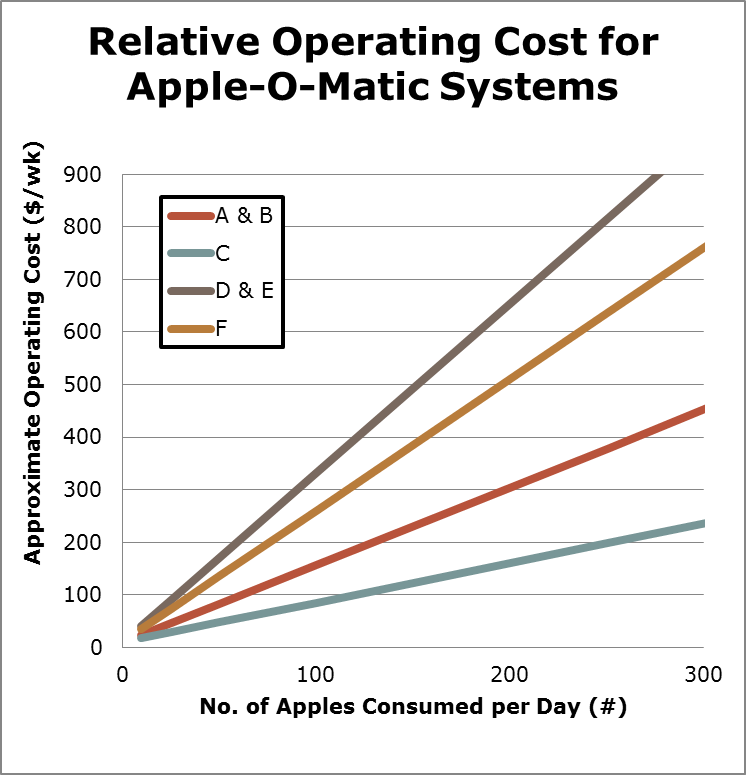 Relative Operating Cost for
Apple-O-Matic Systems
Approximate Operating Cost ($/wk)
900
800
700
600
500
400
300
200
100
0
A & B
C
D & E
F
0
100
200
300
No. of Apples Consumed per Day (#)